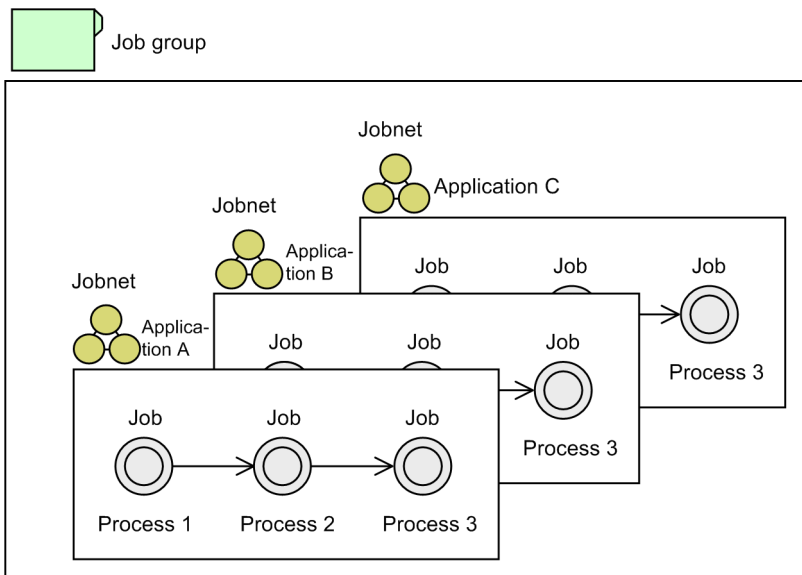 Job group
Jobnet
Application C
Job
Job
Job
Process 3
Jobnet
Applica-
tion B
Job
Job
Job
Process 3
Jobnet
Applica-
tion A
Job
Job
Job
Process 1
Process 2
Process 3